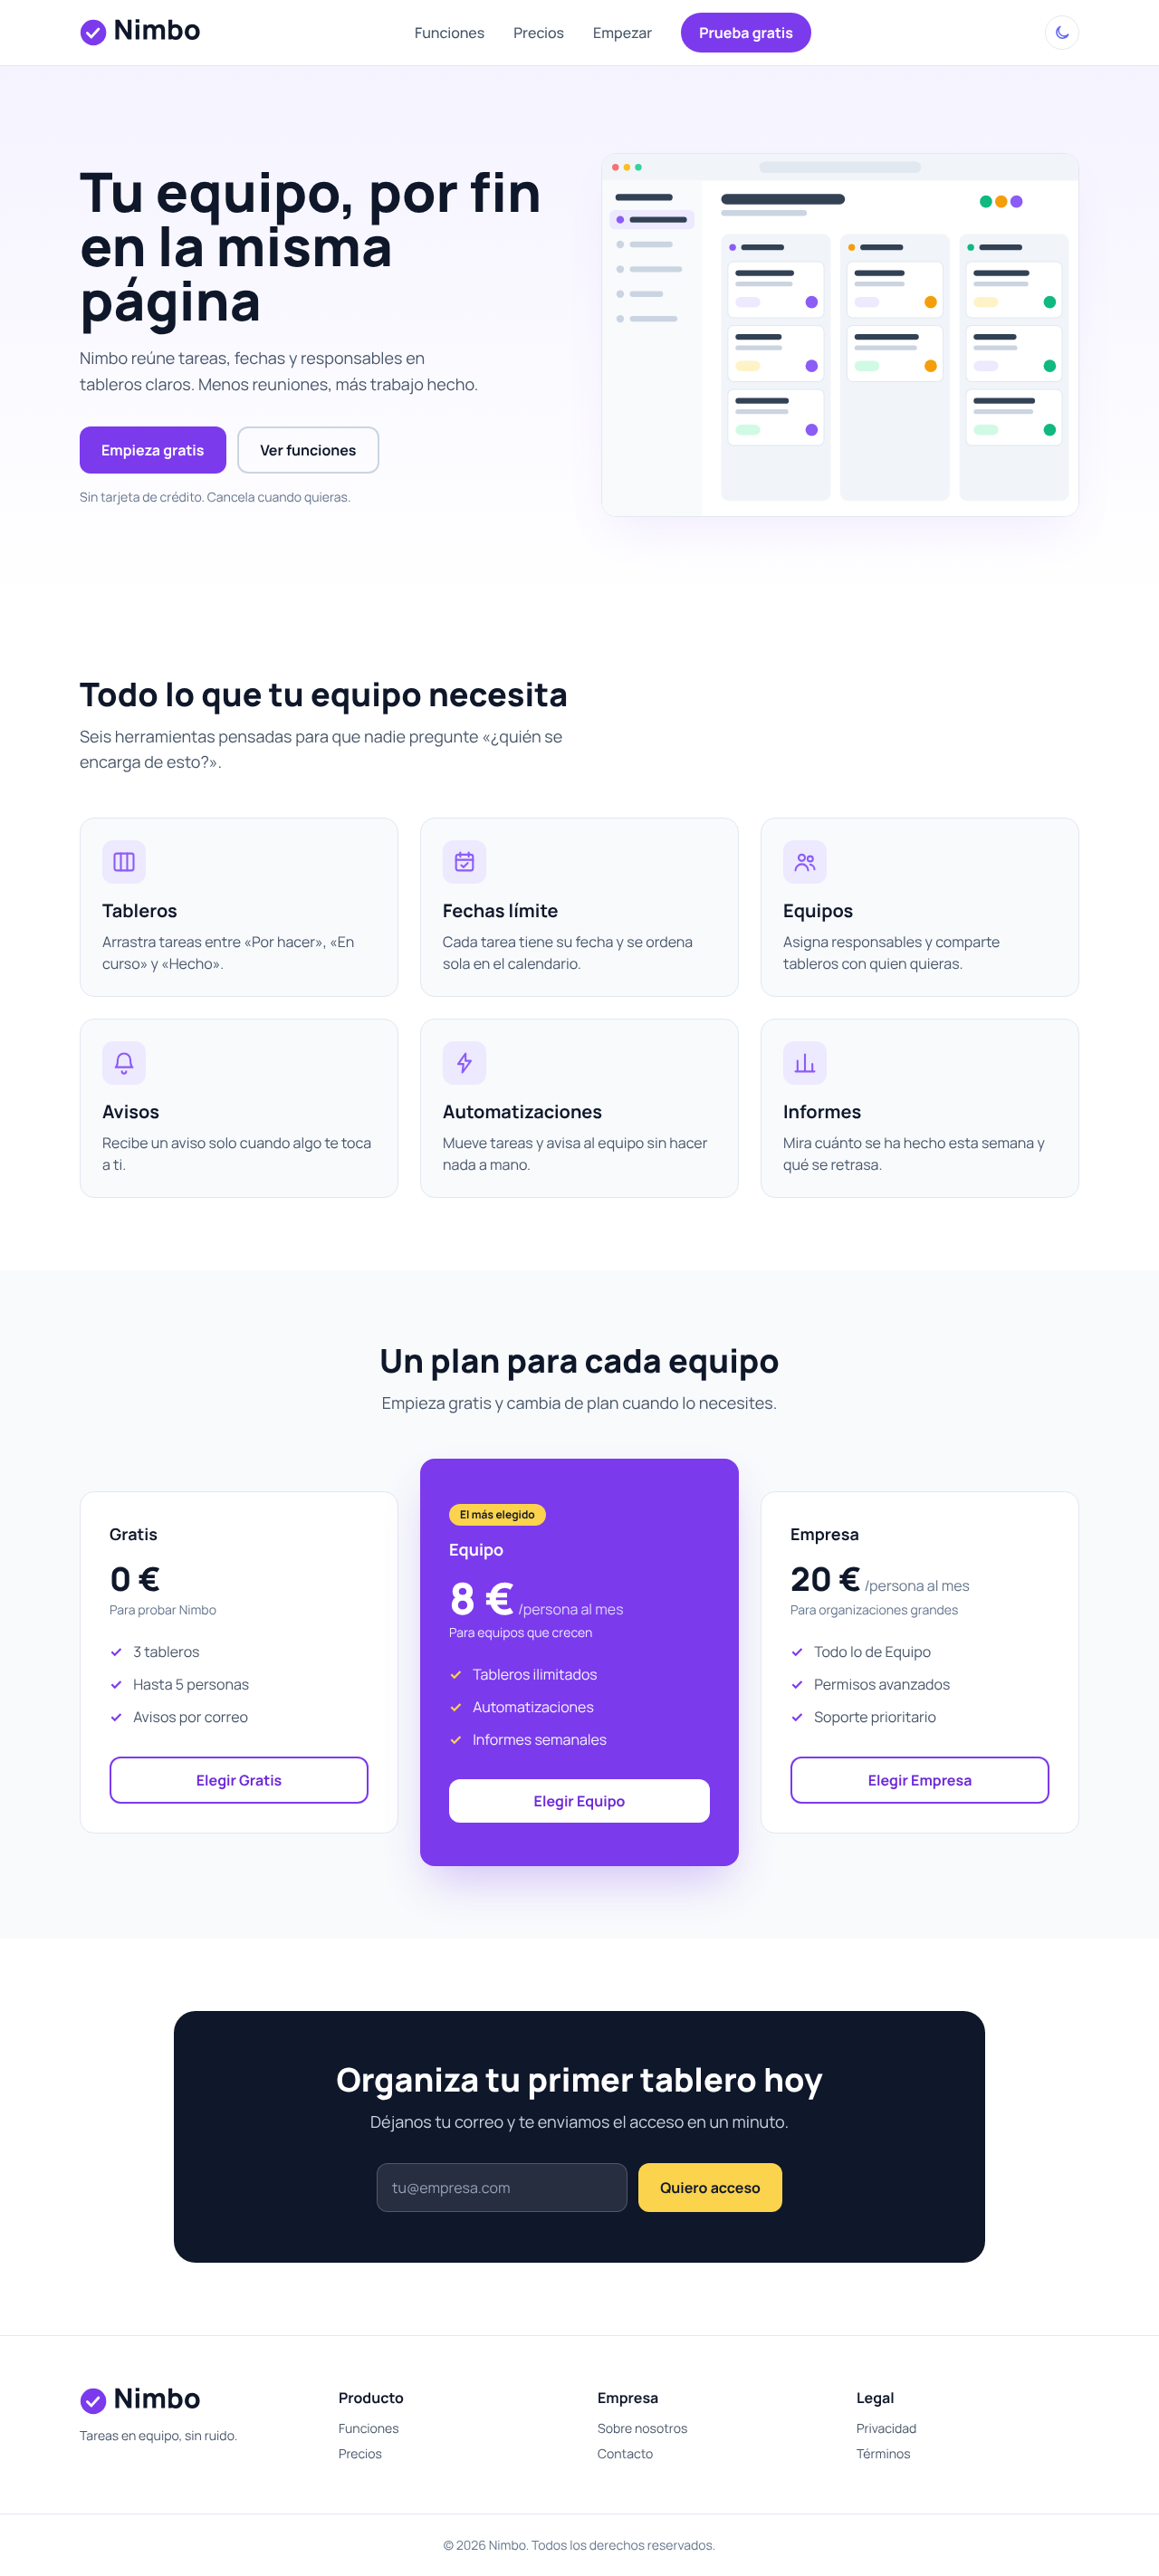 Nimbo
Funciones
Precios
Empezar
Prueba gratis
Tu equipo, por fin
en la misma
página
Nimbo reúne tareas, fechas y responsables en
tableros claros. Menos reuniones, más trabajo hecho.
Empieza gratis
Ver funciones
Sin tarjeta de crédito. Cancela cuando quieras.
Todo lo que tu equipo necesita
Seis herramientas pensadas para que nadie pregunte «¿quién se
encarga de esto?».
Tableros
Arrastra tareas entre «Por hacer», «En
curso» y «Hecho».
Fechas límite
Cada tarea tiene su fecha y se ordena
sola en el calendario.
Equipos
Asigna responsables y comparte
tableros con quien quieras.
Avisos
Recibe un aviso solo cuando algo te toca
a ti.
Automatizaciones
Mueve tareas y avisa al equipo sin hacer
nada a mano.
Informes
Mira cuánto se ha hecho esta semana y
qué se retrasa.
Un plan para cada equipo
Empieza gratis y cambia de plan cuando lo necesites.
Gratis
0 €
Para probar Nimbo
3 tableros
Hasta 5 personas
Avisos por correo
Elegir Gratis
El más elegido
Equipo
8 € /persona al mes
Para equipos que crecen
Tableros ilimitados
Automatizaciones
Informes semanales
Elegir Equipo
Empresa
20 € /persona al mes
Para organizaciones grandes
Todo lo de Equipo
Permisos avanzados
Soporte prioritario
Elegir Empresa
Organiza tu primer tablero hoy
Déjanos tu correo y te enviamos el acceso en un minuto.
tu@empresa.com
Quiero acceso
Nimbo
Tareas en equipo, sin ruido.
Producto
Funciones
Precios
Empresa
Sobre nosotros
Contacto
Legal
Privacidad
Términos
© 2026 Nimbo. Todos los derechos reservados.